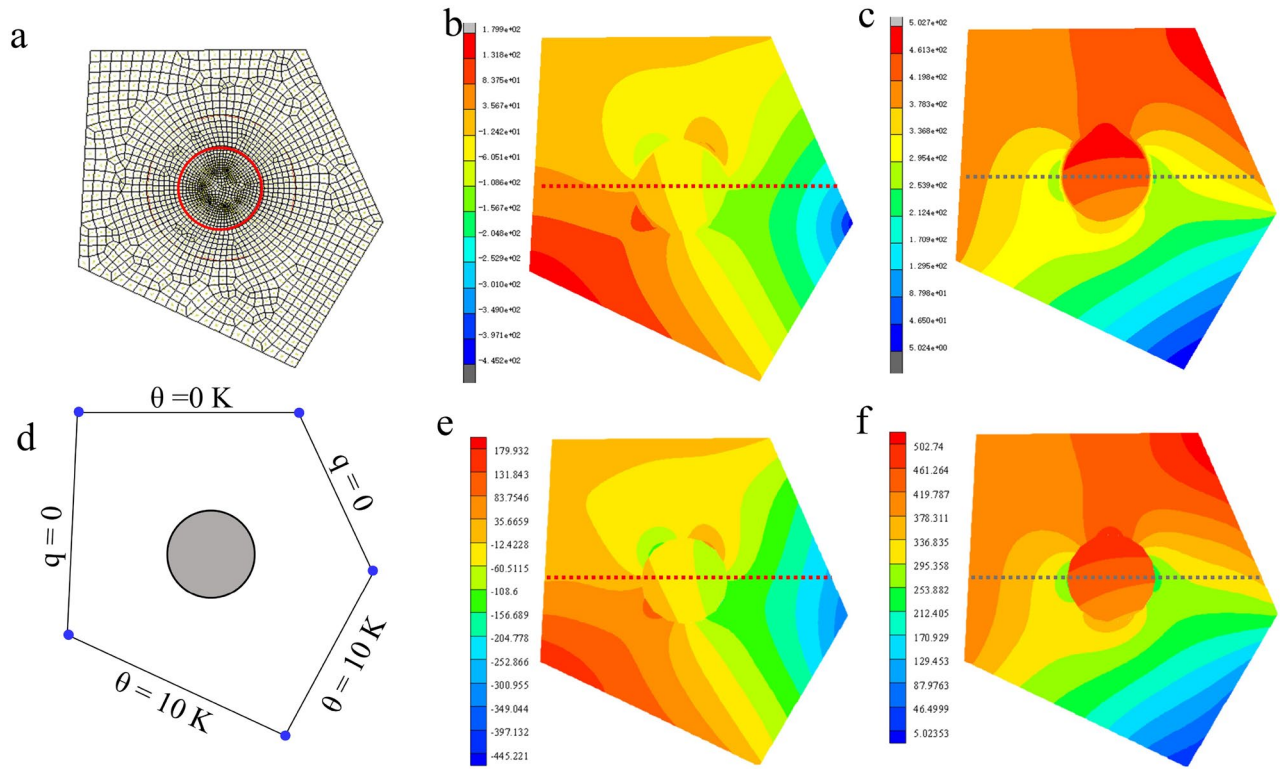 a
b
1.799e+02
1.318e+02
8.375e+01
3.567e+01
-1.242e+01
-6.051e+01
-1.086e+02
-1.567e+02
-2.048e+02
-2.529e+02
-3.010e+02
-3.490e+02
-3.971e+02
-4.452e+02
c
5.027e+02
4.613e+02
4.198e+02
3.783e+02
3.368e+02
2.954e+02
2.539e+02
2.124e+02
1.709e+02
1.295e+02
8.798e+01
4.650e+01
5.024e+00
d
θ =0 K
q = 0
q = 0
θ = 10 K
θ = 10 K
e
179.932
131.843
83.7546
35.6659
-12.4228
-60.5115
-108.6
-156.689
-204.778
-252.866
-300.955
-349.044
-397.132
-445.221
f
502.74
461.264
419.787
378.311
336.835
295.358
253.882
212.405
170.929
129.453
87.9763
46.4999
5.02353